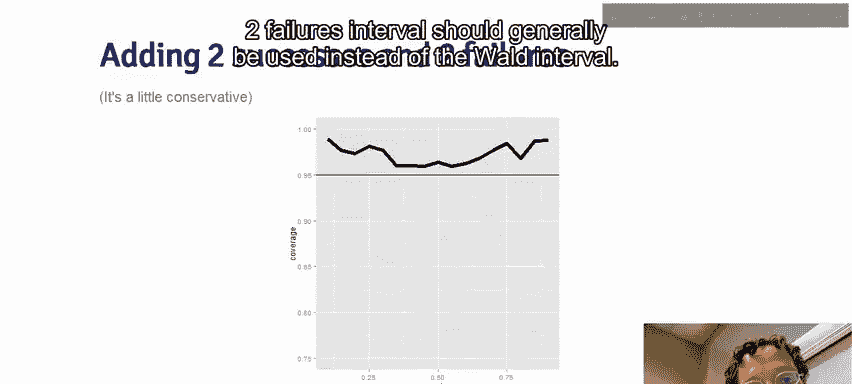 2 failures interval should generally
be used instead of the Wald interval.
Adding 2
(It's a little conservative)
1.00
0.95
0.90
0.85
0.80
0.75
coverage
0.25
0.50
0.75